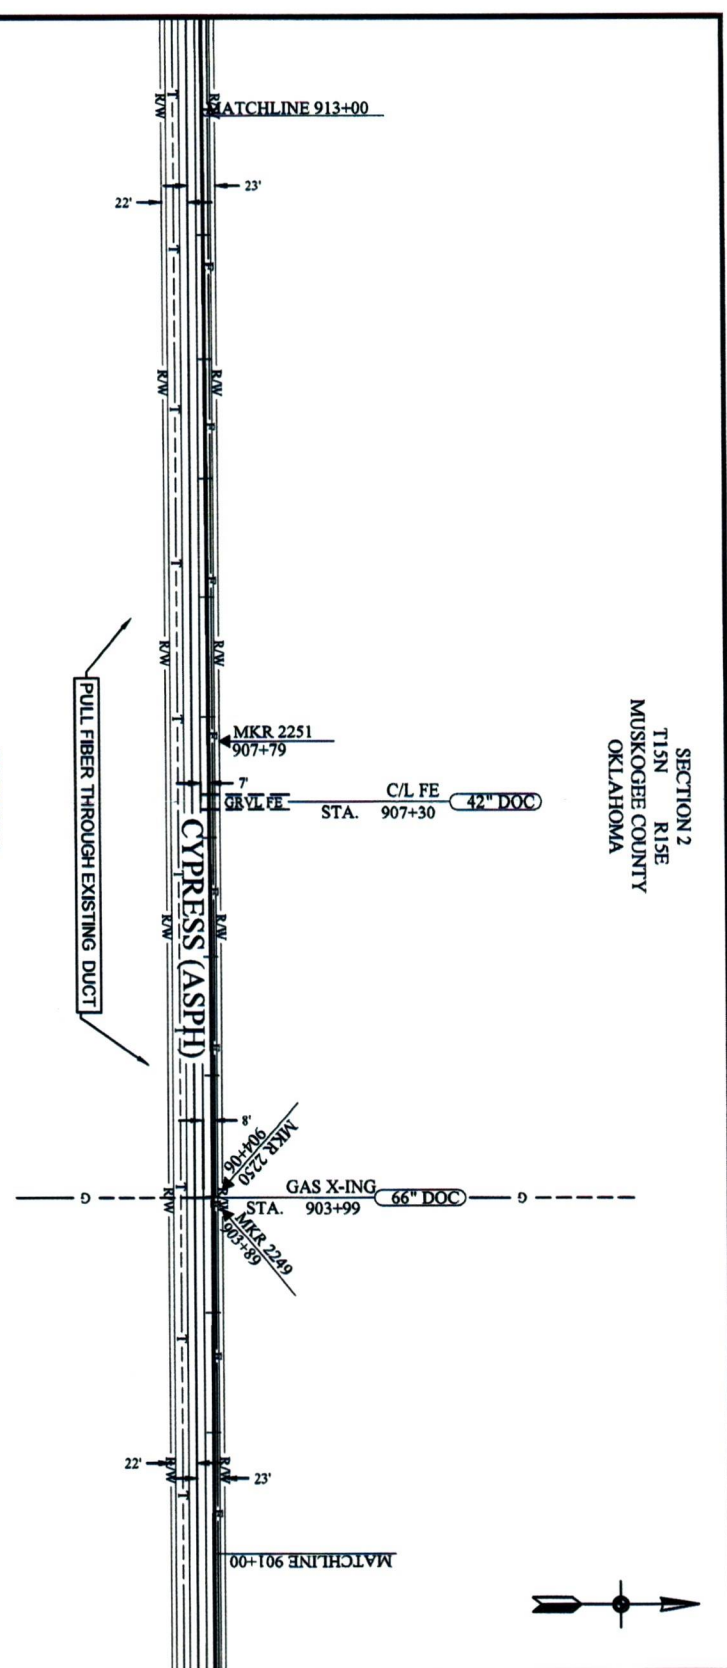 MATCHLINE 913+00
R/W
T
R/W
23'
22'
T
F
R/W
R/W
T
F
T
F
R/W
R/W
SECTION 2
T15N R15E
MUSKOGEE COUNTY
OKLAHOMA
PULL FIBER THROUGH EXISTING DUCT
T
F
MKR 2251
907+79
7'
GRVL FE
C/L FE
STA. 907+30
42" DOC
CYPRESS (ASPH)
T
F
R/W
R/W
T
F
8'
MKR 2250
904+06
G
T
R/W
R/W
GAS X-ING
STA. 903+99
66" DOC
G
MKR 2249
903+89
T
F
22'
R/W
R/W
23'
T
F
MATCHLINE 901+00